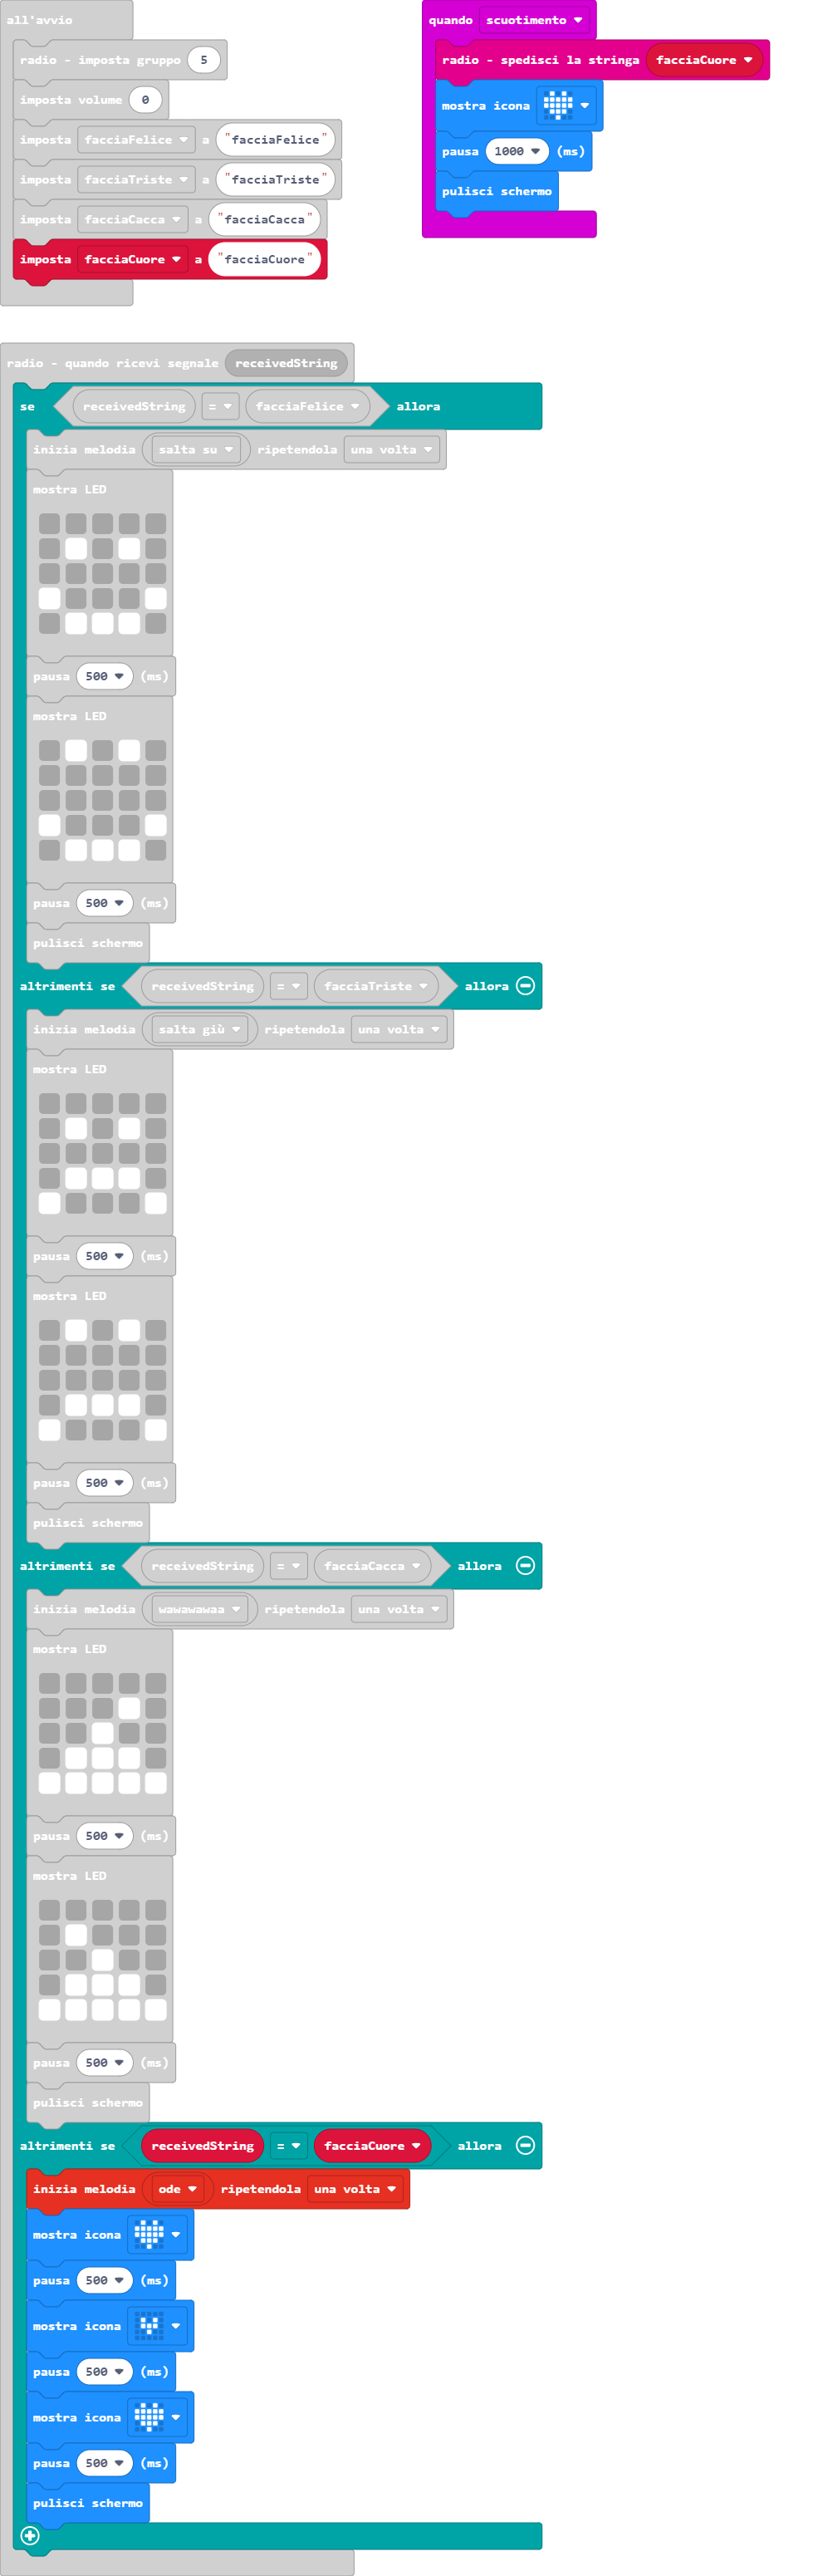 all'avvio
radio - imposta gruppo 5
imposta volume 0
imposta facciaFelice a "facciaFelice"
imposta facciaTriste a "facciaTriste"
imposta facciaCacca a "facciaCacca"
imposta facciaCuore a "facciaCuore"
quando scuotimento
radio - spedisci la stringa facciaCuore
mostra icona
pausa 1000 (ms)
pulisci schermo
radio - quando ricevi segnale receivedString
se receivedString = facciaFelice allora
inizia melodia salta su ripetendola una volta
mostra LED
pausa 500 (ms)
mostra LED
pausa 500 (ms)
pulisci schermo
altrimenti se receivedString = facciaTriste allora
inizia melodia salta giù ripetendola una volta
mostra LED
pausa 500 (ms)
mostra LED
pausa 500 (ms)
pulisci schermo
altrimenti se receivedString = facciaCacca allora
inizia melodia wawawawaa ripetendola una volta
mostra LED
pausa 500 (ms)
mostra LED
pausa 500 (ms)
pulisci schermo
altrimenti se receivedString = facciaCuore allora
inizia melodia ode ripetendola una volta
mostra icona
pausa 500 (ms)
mostra icona
pausa 500 (ms)
mostra icona
pausa 500 (ms)
pulisci schermo